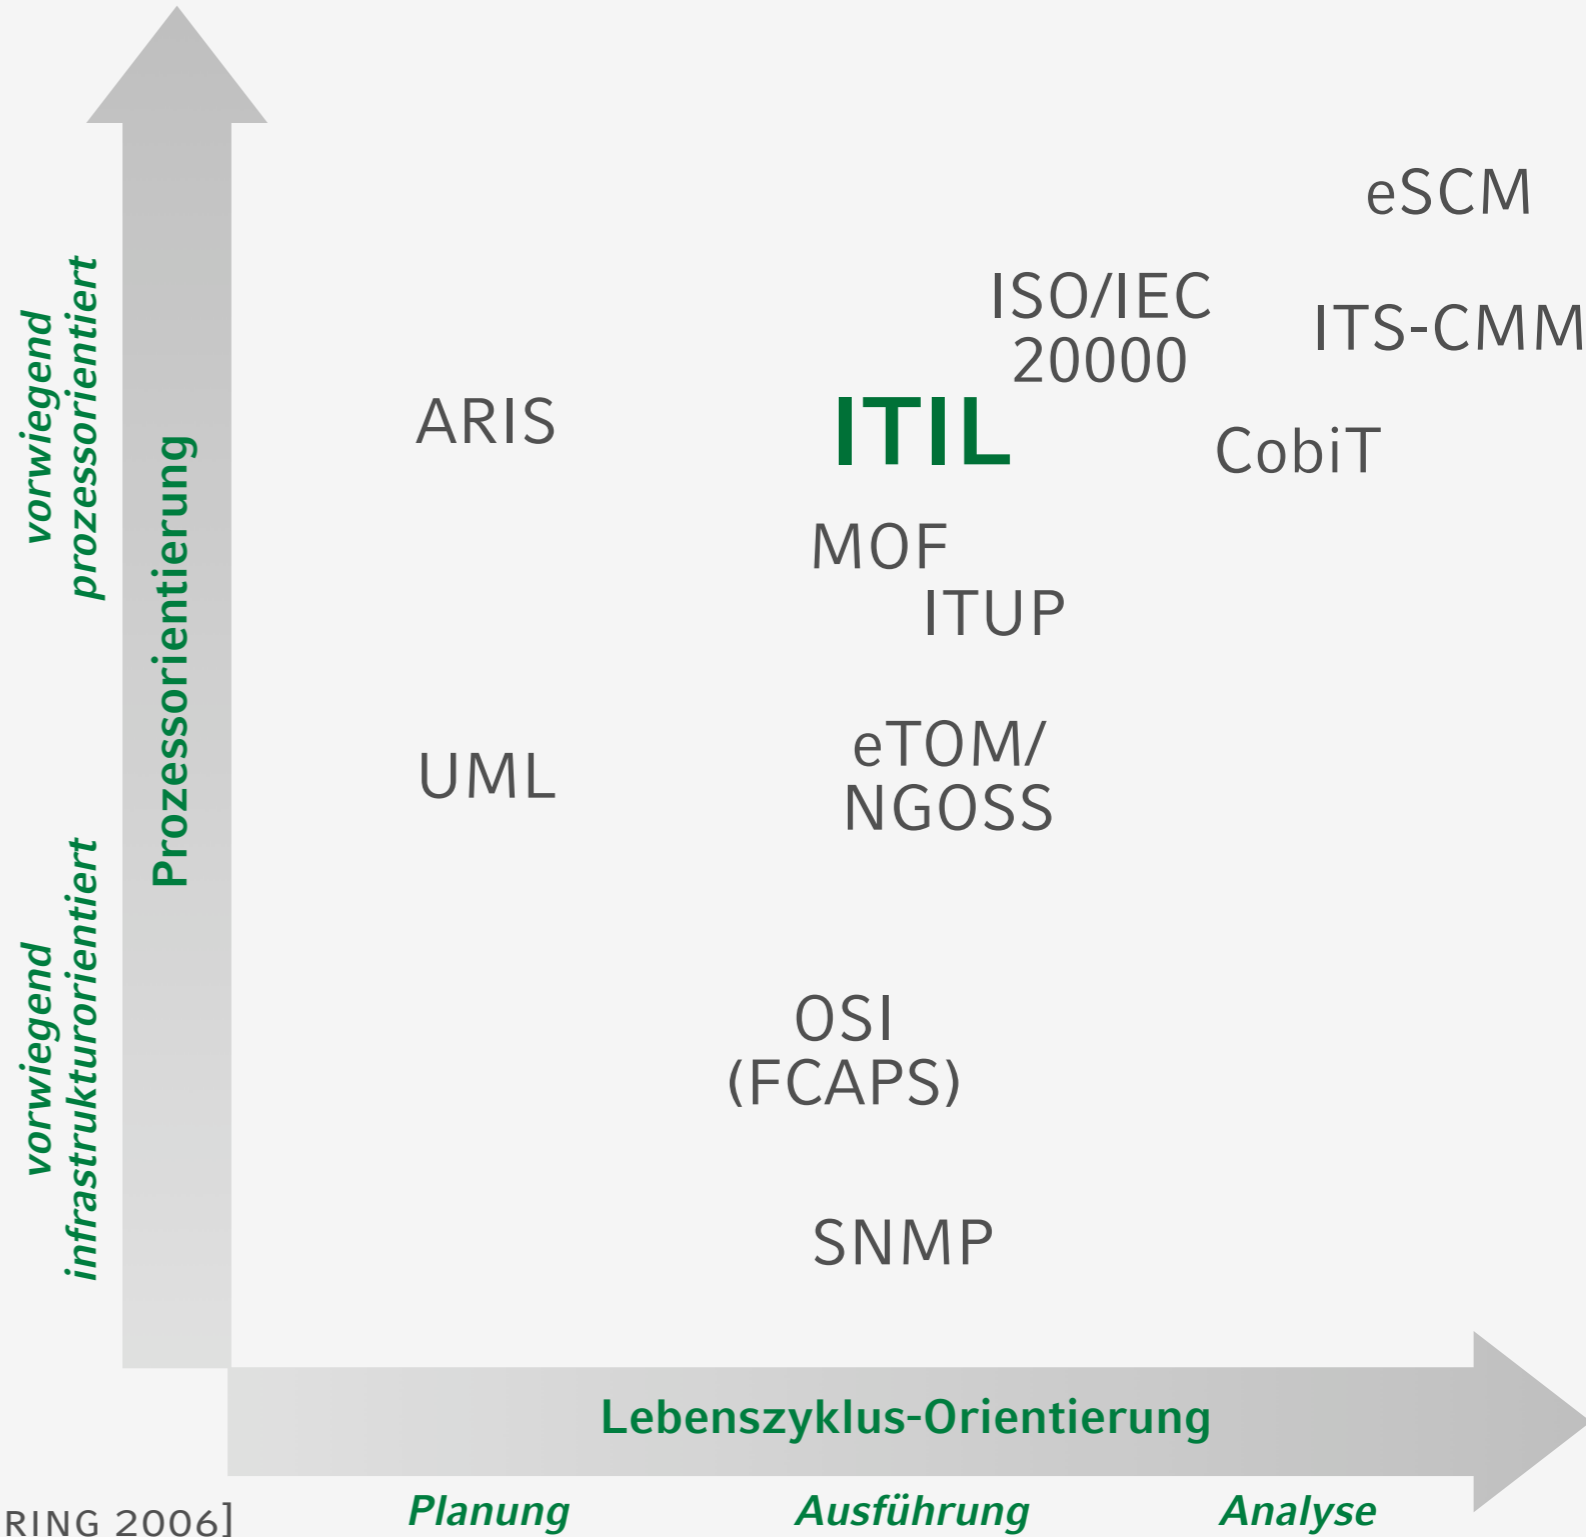 eSCM
ISO/IEC
20000
ITS-CMM
ARIS
ITIL
CobiT
MOF
ITUP
UML
eTOM/
NGOSS
OSI
(FCAPS)
SNMP
vorwiegend
prozessorientiert
Prozessorientierung
vorwiegend
infrastrukturorientiert
Lebenszyklus-Orientierung
Planung
Ausführung
Analyse
RING 2006]